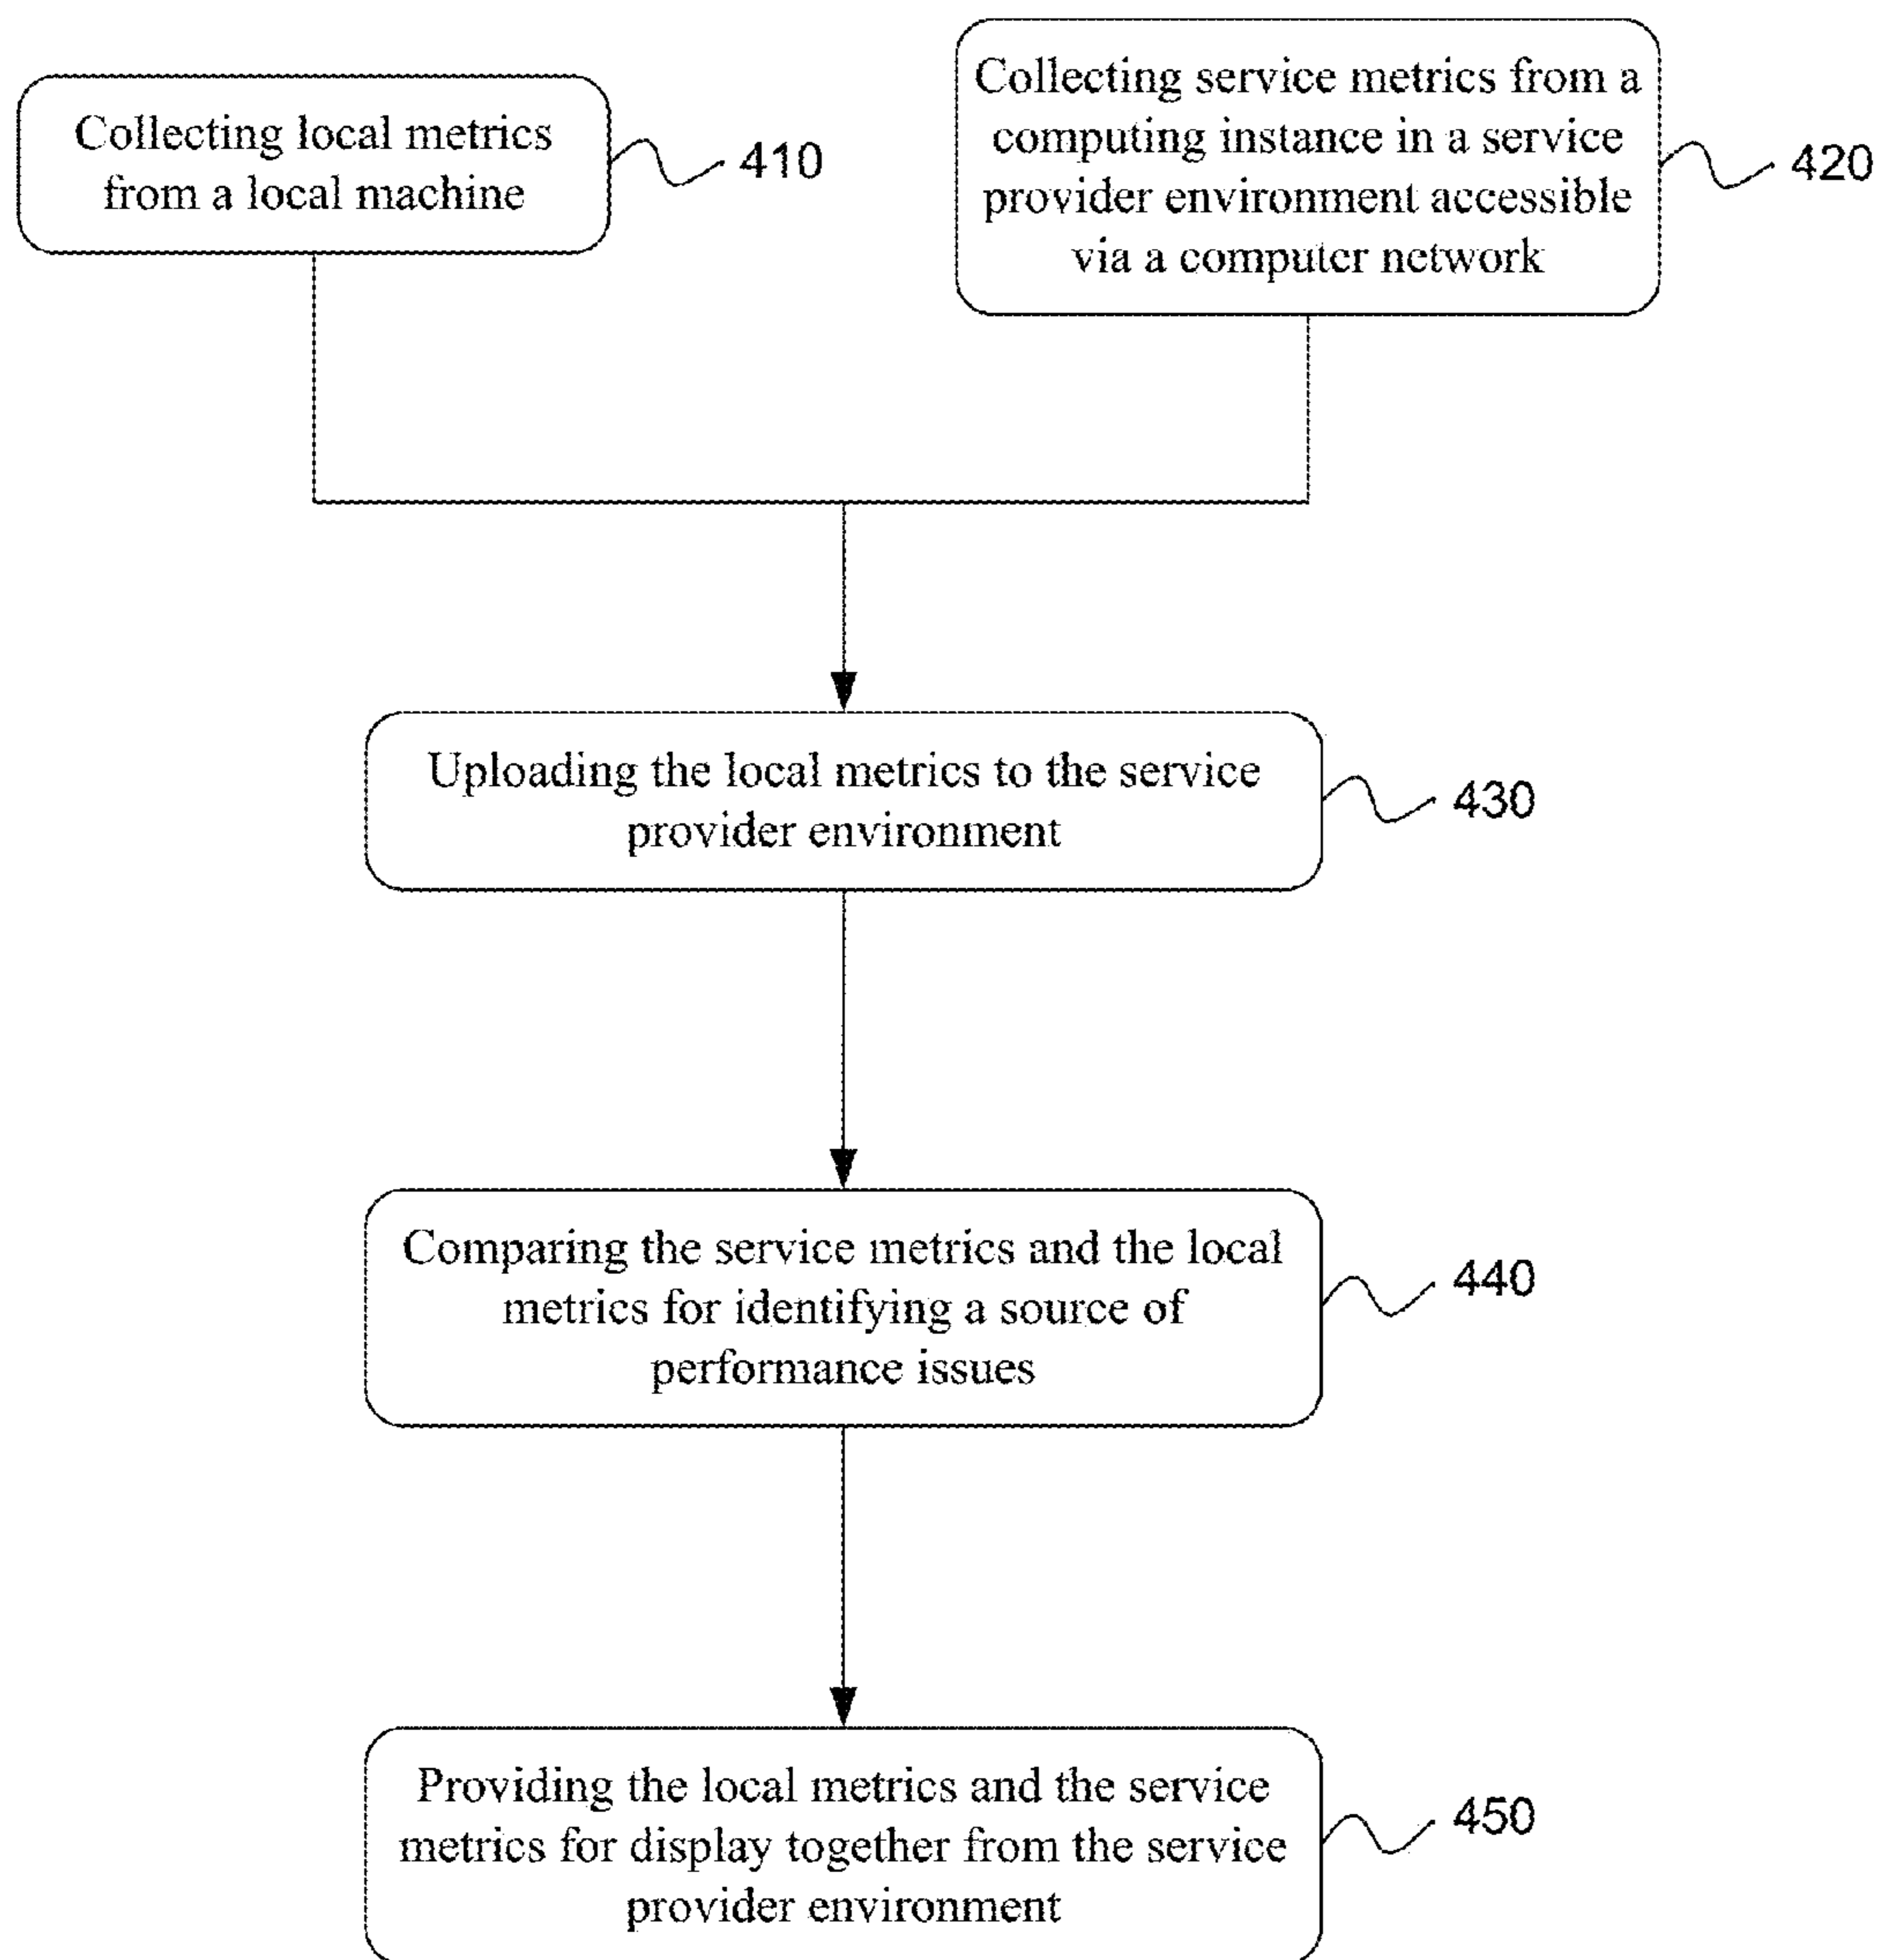 Collecting local metrics
from a local machine
410
Collecting service metrics from a
computing instance in a service
provider environment accessible
via a computer network
420
Uploading the local metrics to the service
provider environment
430
Comparing the service metrics and the local
metrics for identifying a source of
performance issues
440
Providing the local metrics and the service
metrics for display together from the service
provider environment
450